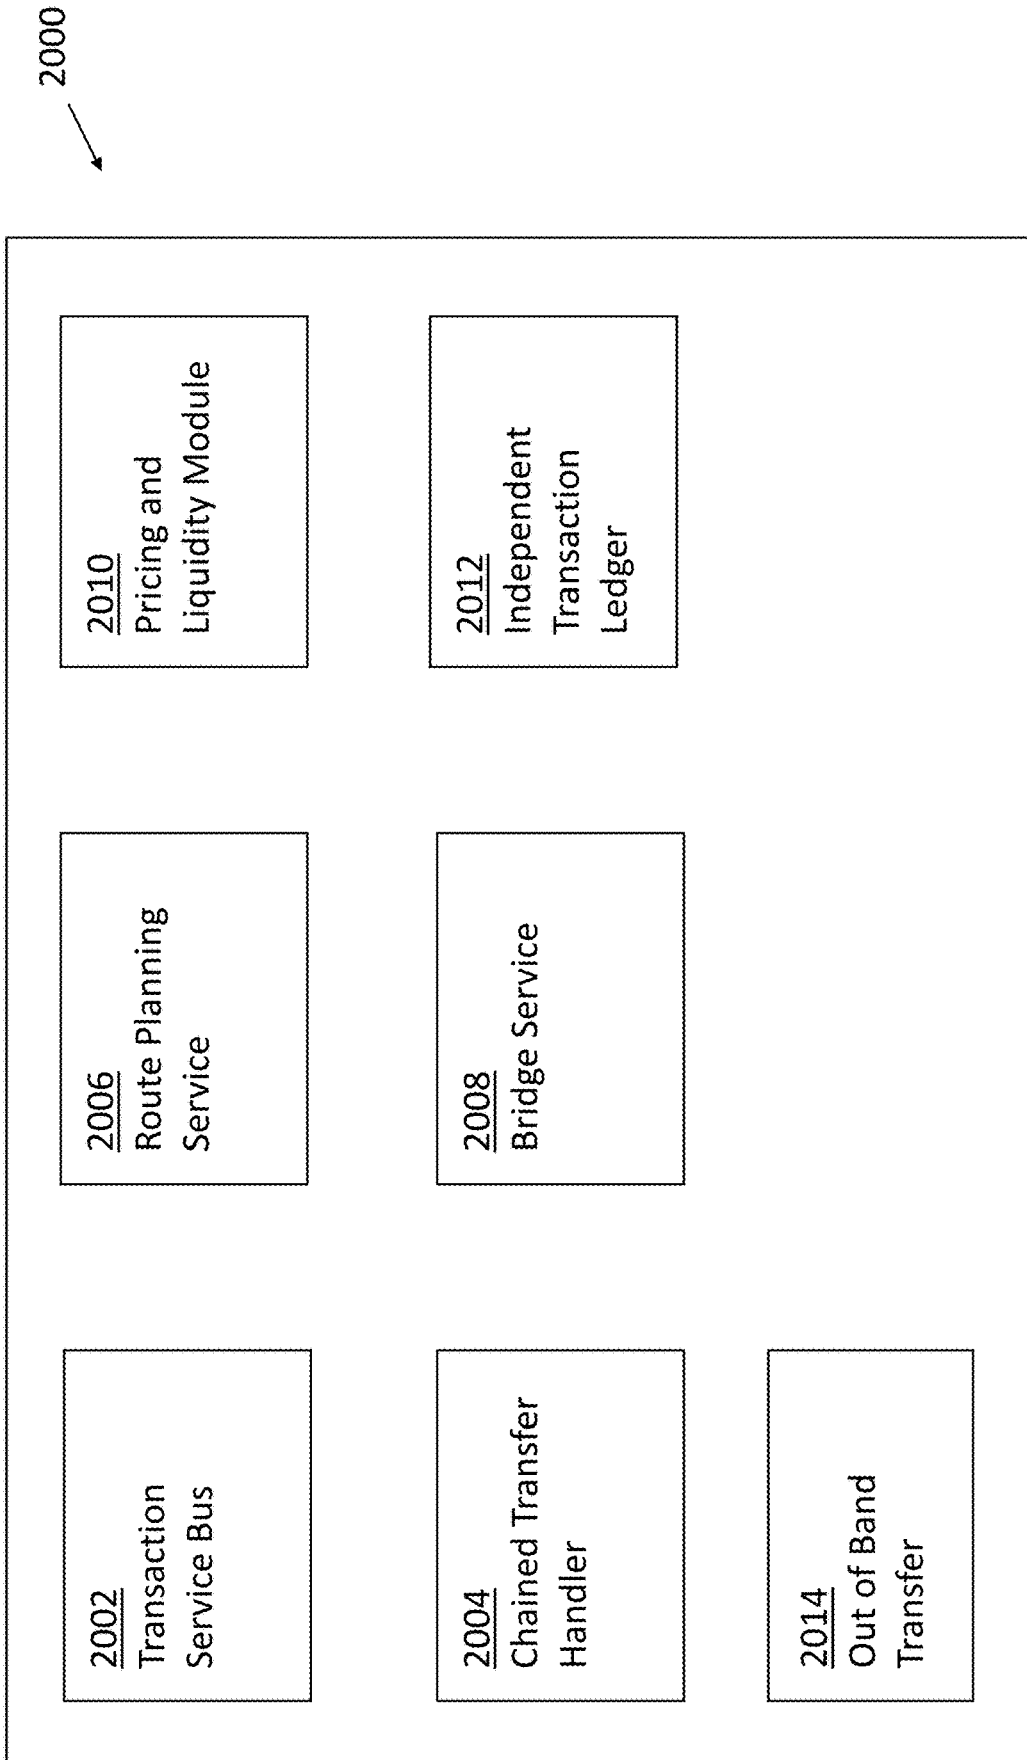 2000
2002
Transaction
Service Bus
2006
Route Planning
Service
2010
Pricing and
Liquidity Module
2004
Chained Transfer
Handler
2008
Bridge Service
2012
Independent
Transaction
Ledger
2014
Out of Band
Transfer